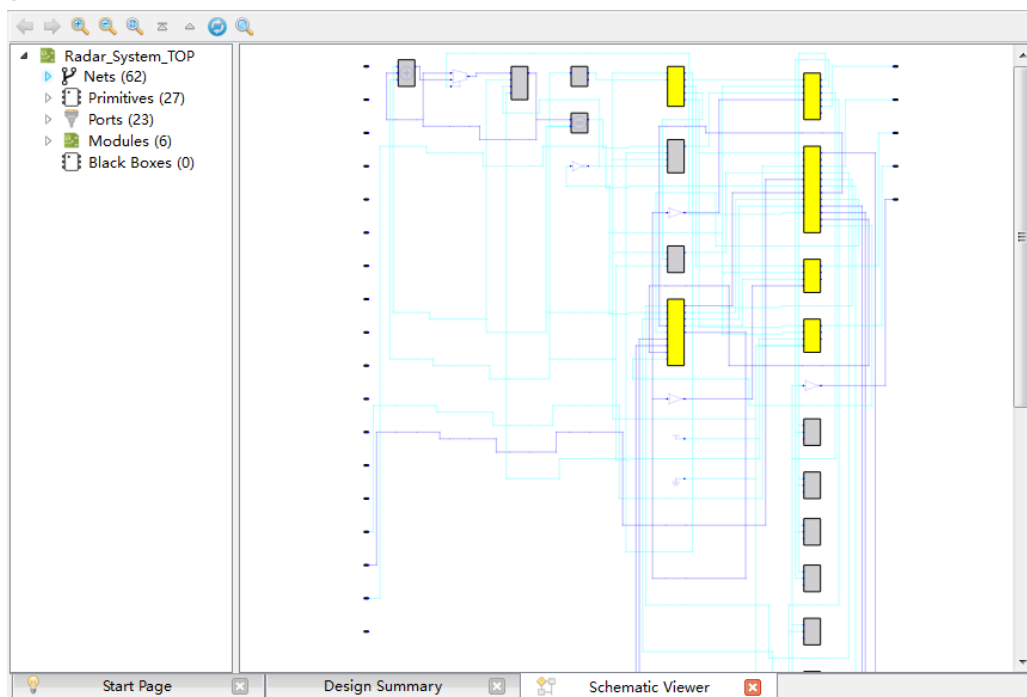 Radar_System_TOP
Nets (62)
Primitives (27)
Ports (23)
Modules (6)
Black Boxes (0)
Start Page
Design Summary
Schematic Viewer